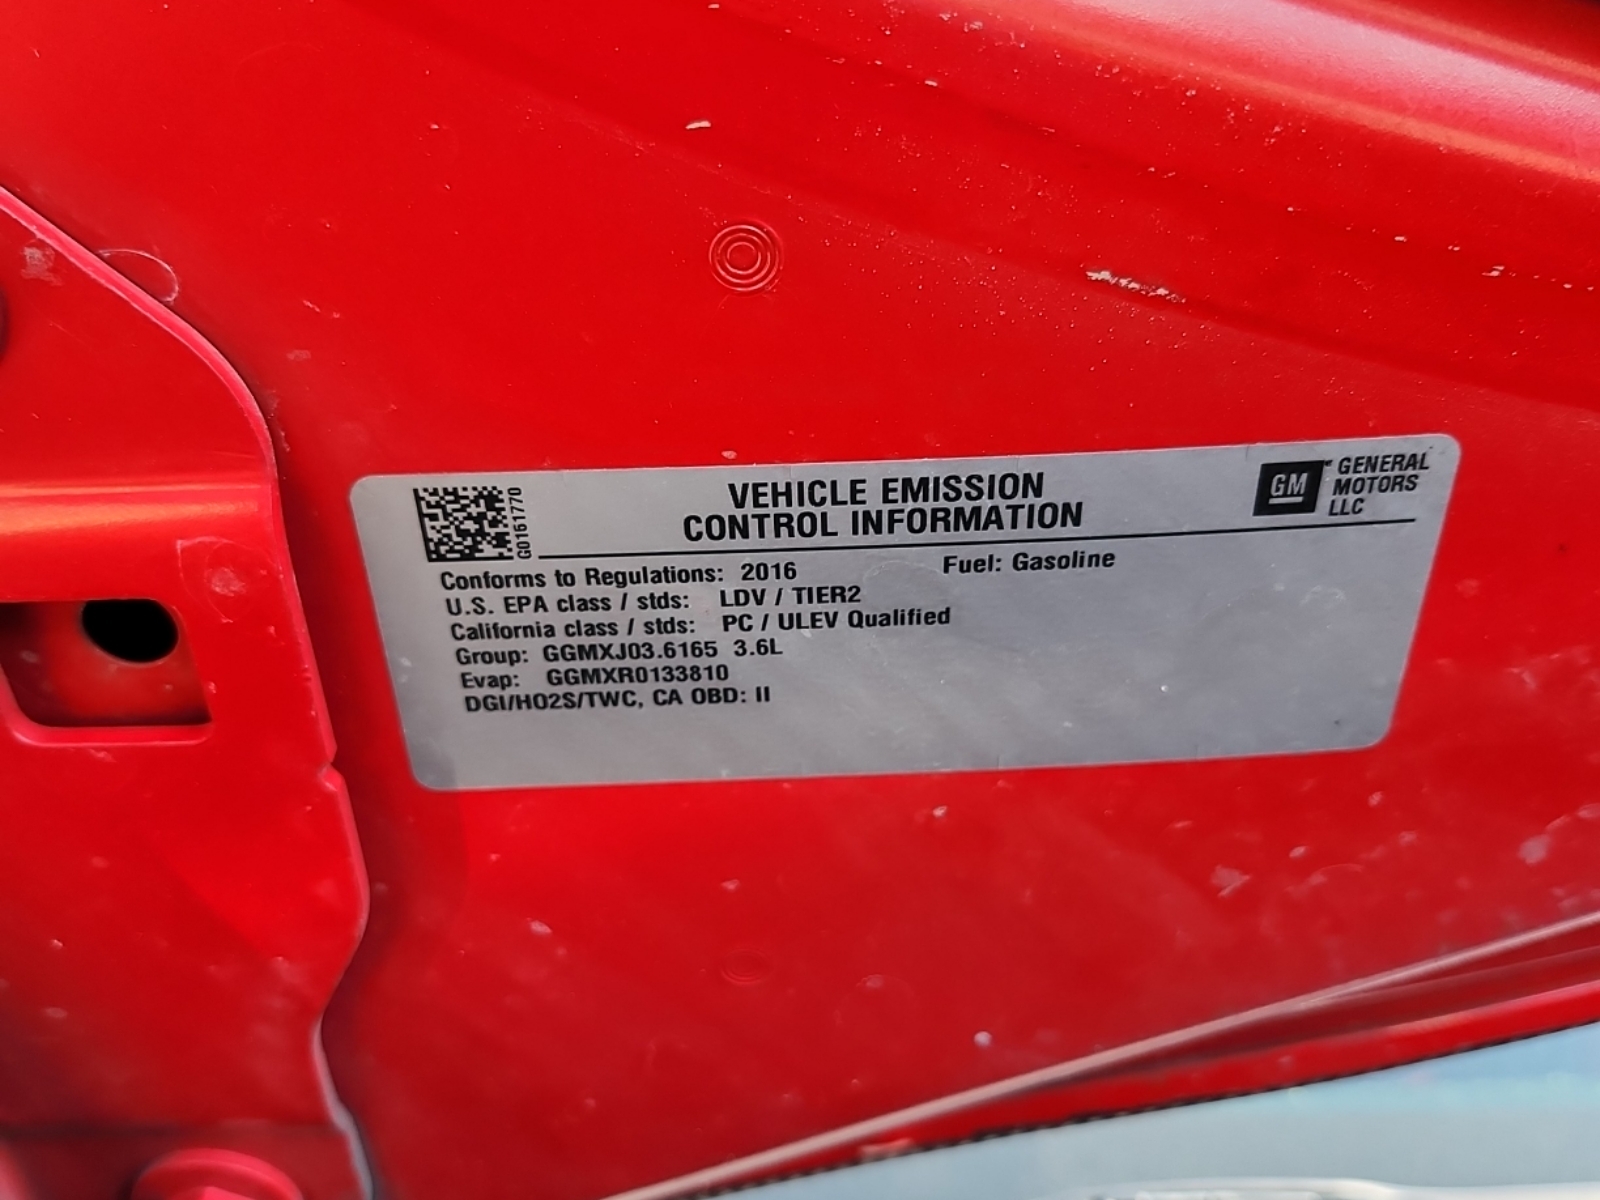 G0161770
VEHICLE EMISSION
CONTROL INFORMATION
GM
GENERAL
MOTORS
LLC
Conforms to Regulations: 2016 Fuel: Gasoline
U.S. EPA class / stds: LDV / TIER2
California class / stds: PC / ULEV Qualified
Group: GGMXJ03.6165 3.6L
Evap: GGMXR0133810
DGI/HO2S/TWC, CA OBD: II